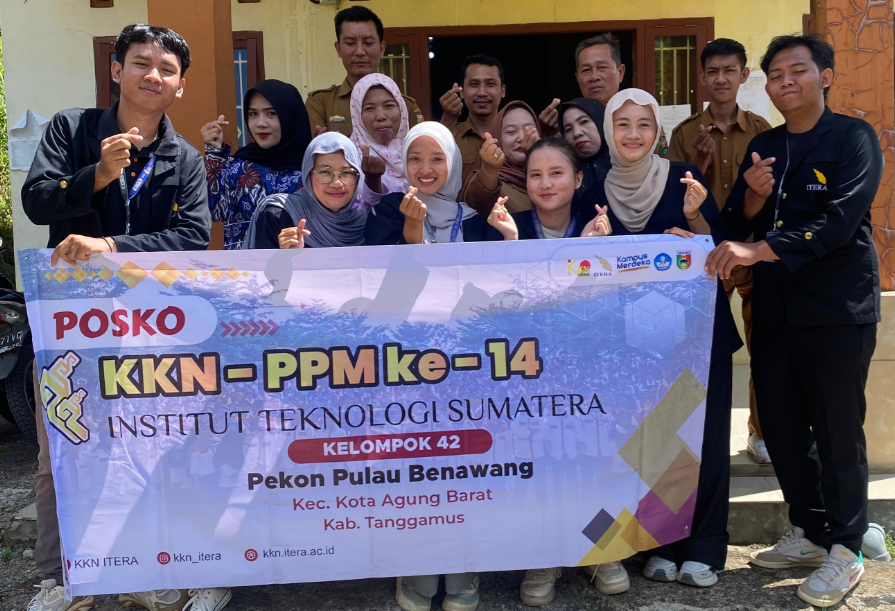 Kampus
Merdeka
ITERA
ITERA
POSKO
KKN - PPM ke - 14
INSTITUT TEKNOLOGI SUMATERA
KELOMPOK 42
Pekon Pulau Benawang
Kec. Kota Agung Barat
Kab. Tanggamus
KKN ITERA
kkn_itera
kkn.itera.ac.id